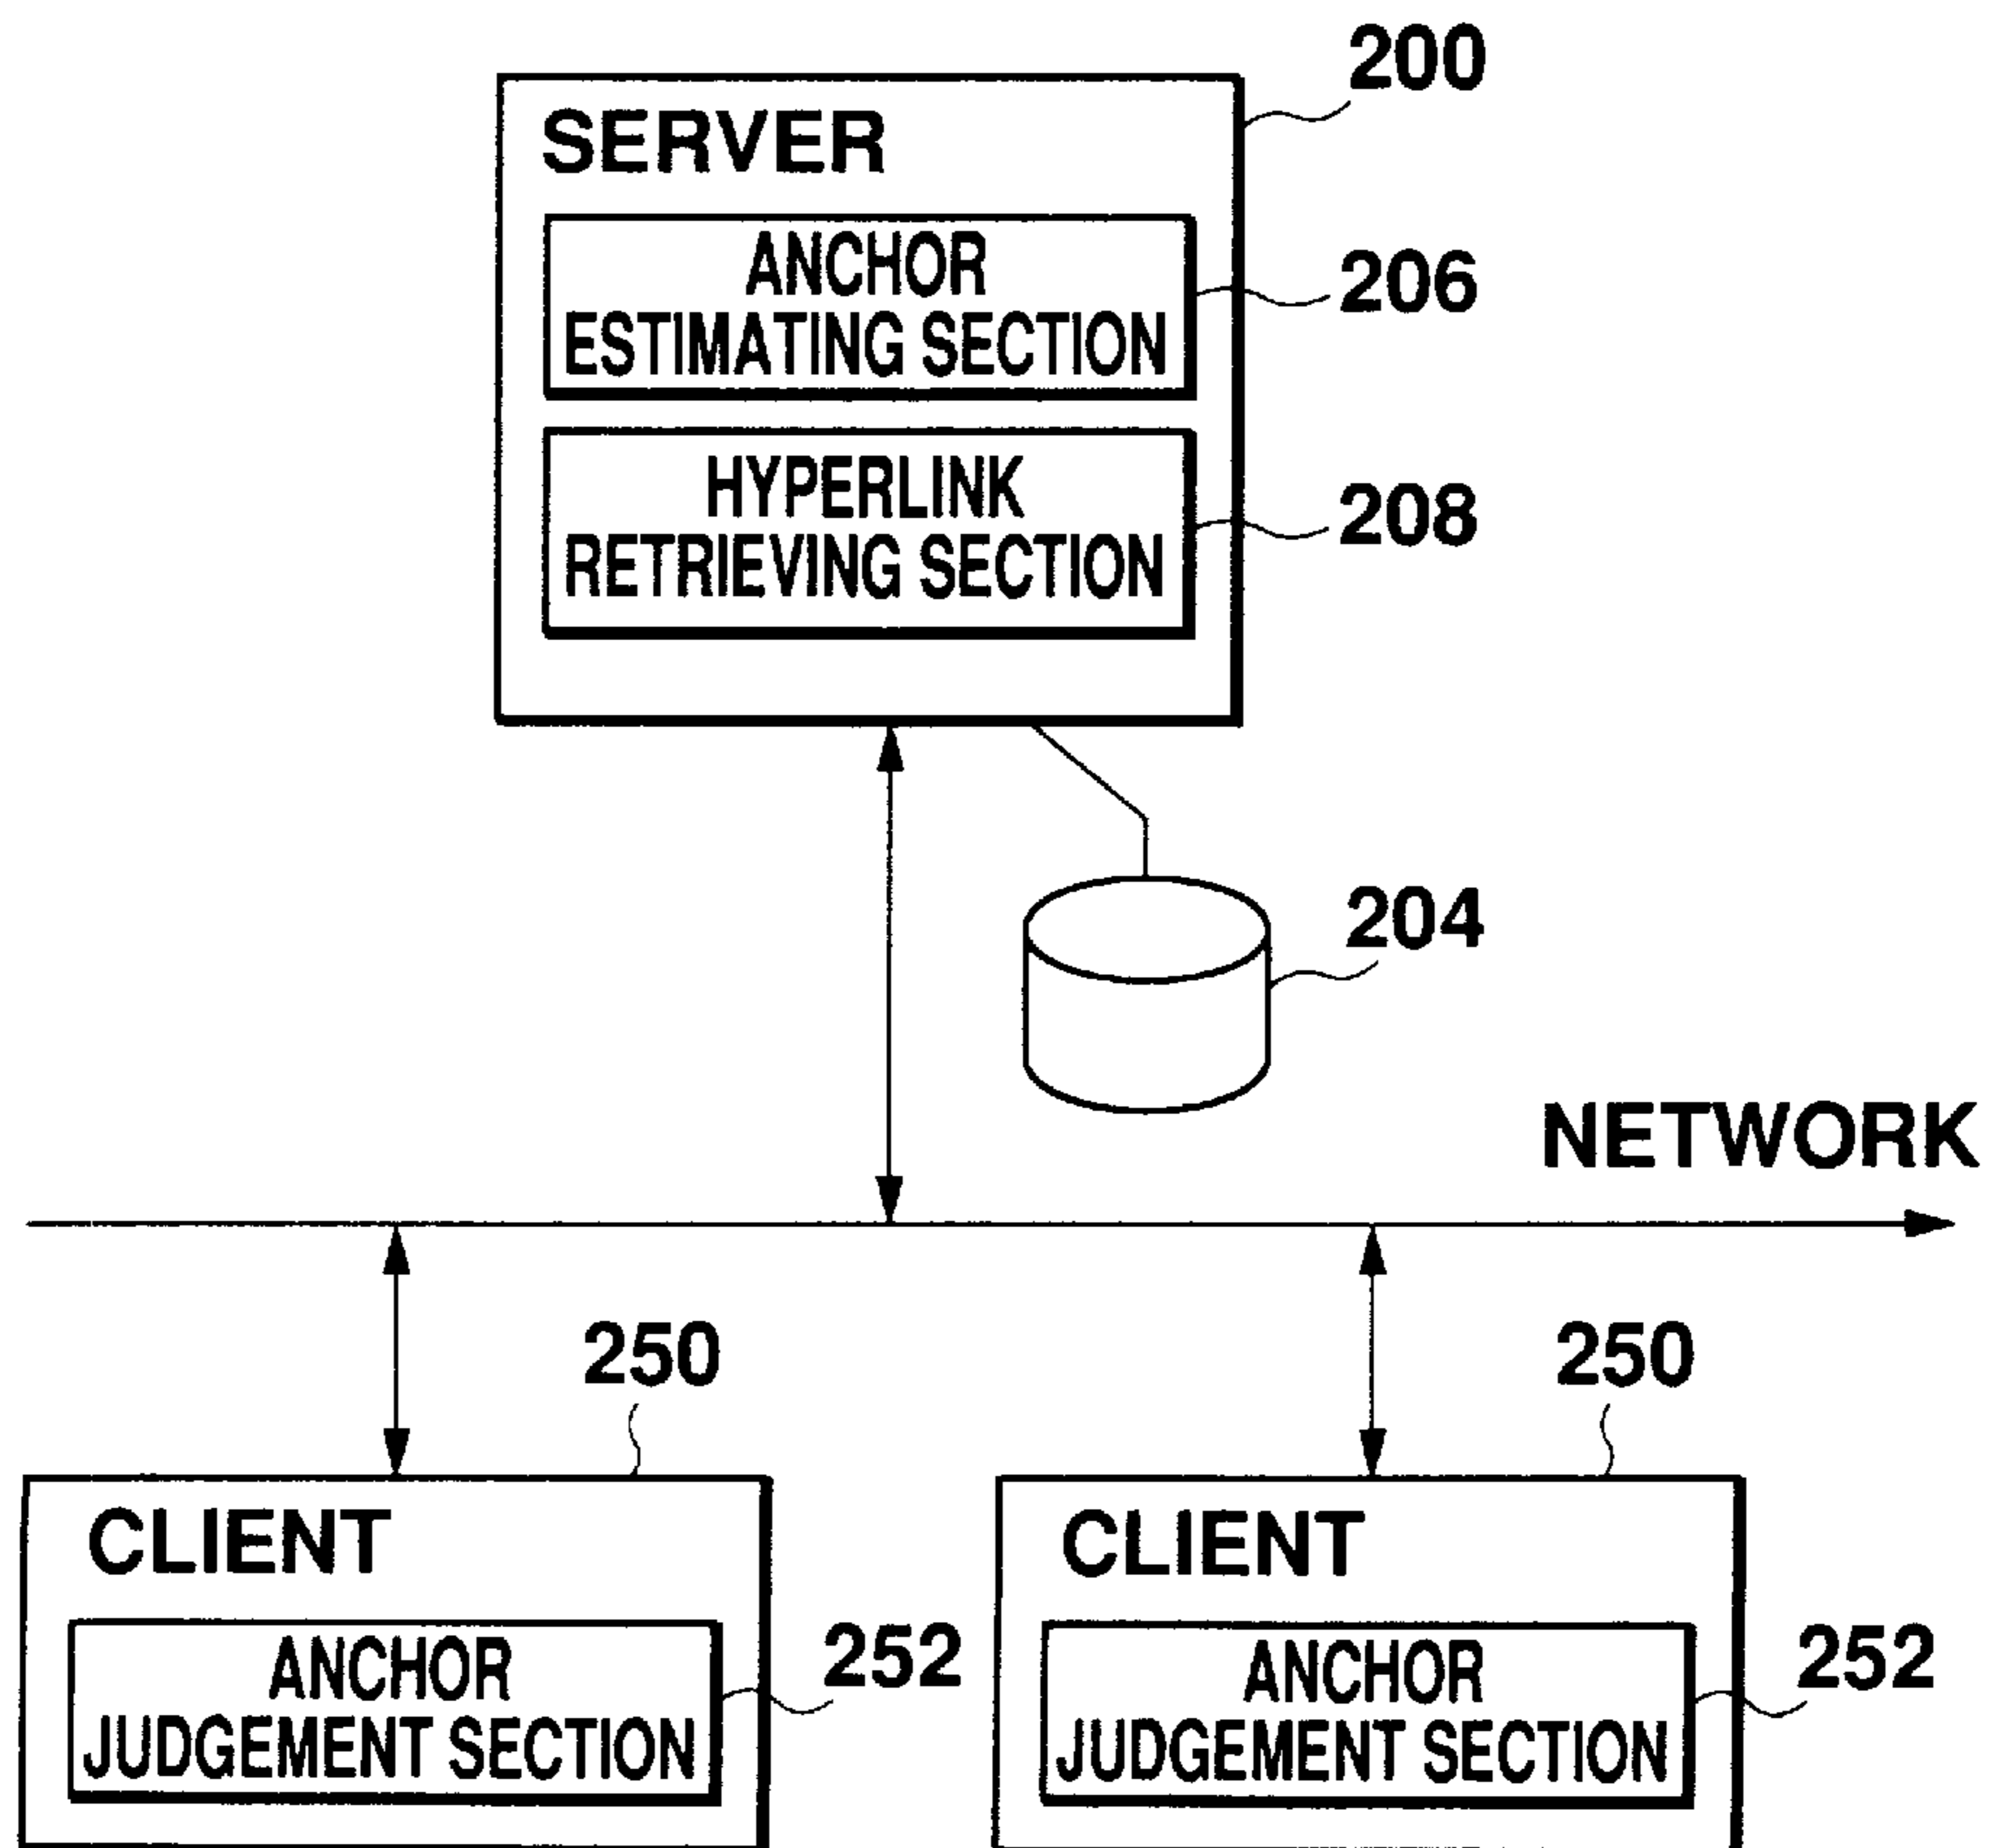 200
SERVER
ANCHOR
ESTIMATING SECTION
206
HYPERLINK
RETRIEVING SECTION
208
204
NETWORK
250
250
CLIENT
ANCHOR
JUDGEMENT SECTION
252
CLIENT
ANCHOR
JUDGEMENT SECTION
252